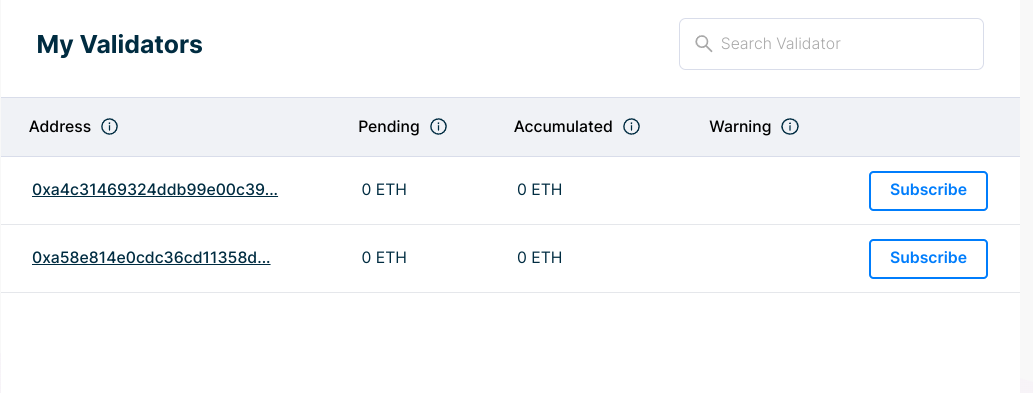 My Validators
Search Validator
Address Pending Accumulated Warning
0xa4c31469324ddb99e00c39... 0 ETH 0 ETH Subscribe
0xa58e814e0cdc36cd11358d... 0 ETH 0 ETH Subscribe